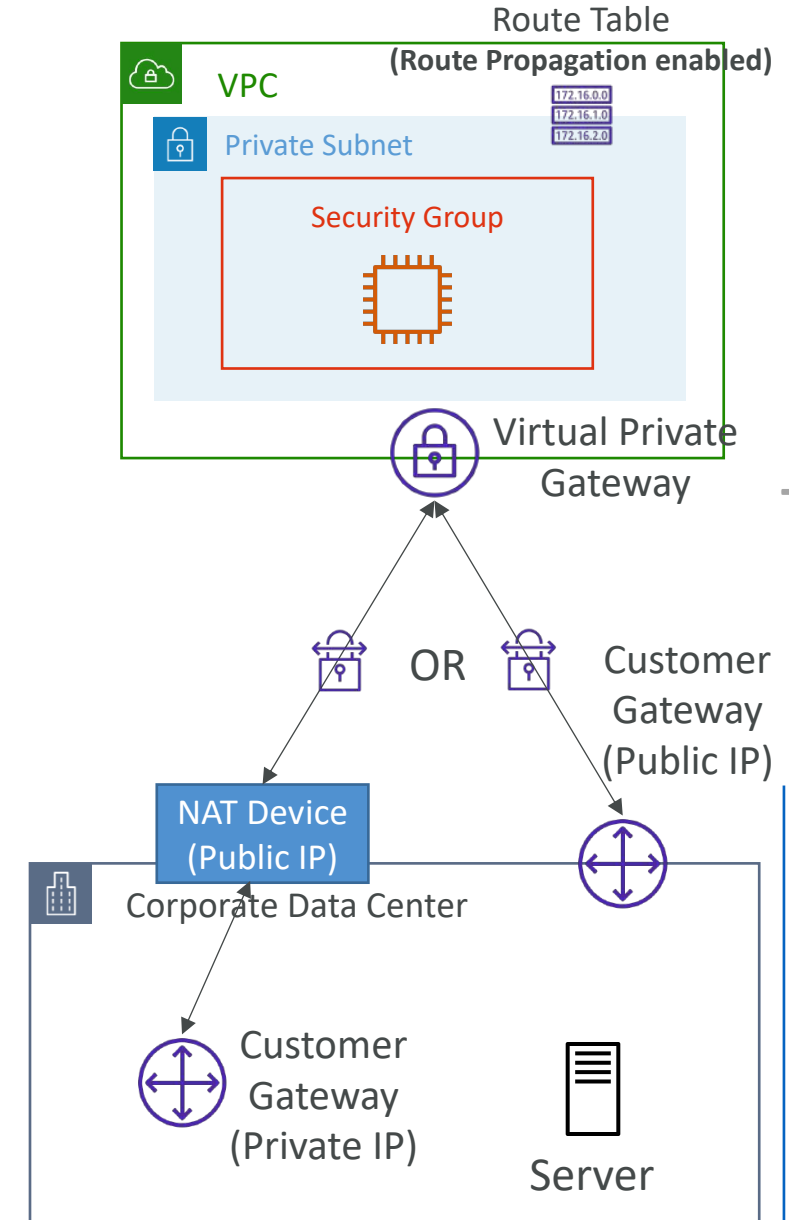 Route Table
(Route Propagation enabled)
VPC
172.16.0.0
172.16.1.0
172.16.2.0
Private Subnet
Security Group
Virtual Private
Gateway
OR
Customer
Gateway
(Public IP)
NAT Device
(Public IP)
Corporate Data Center
Customer
Gateway
(Private IP)
Server